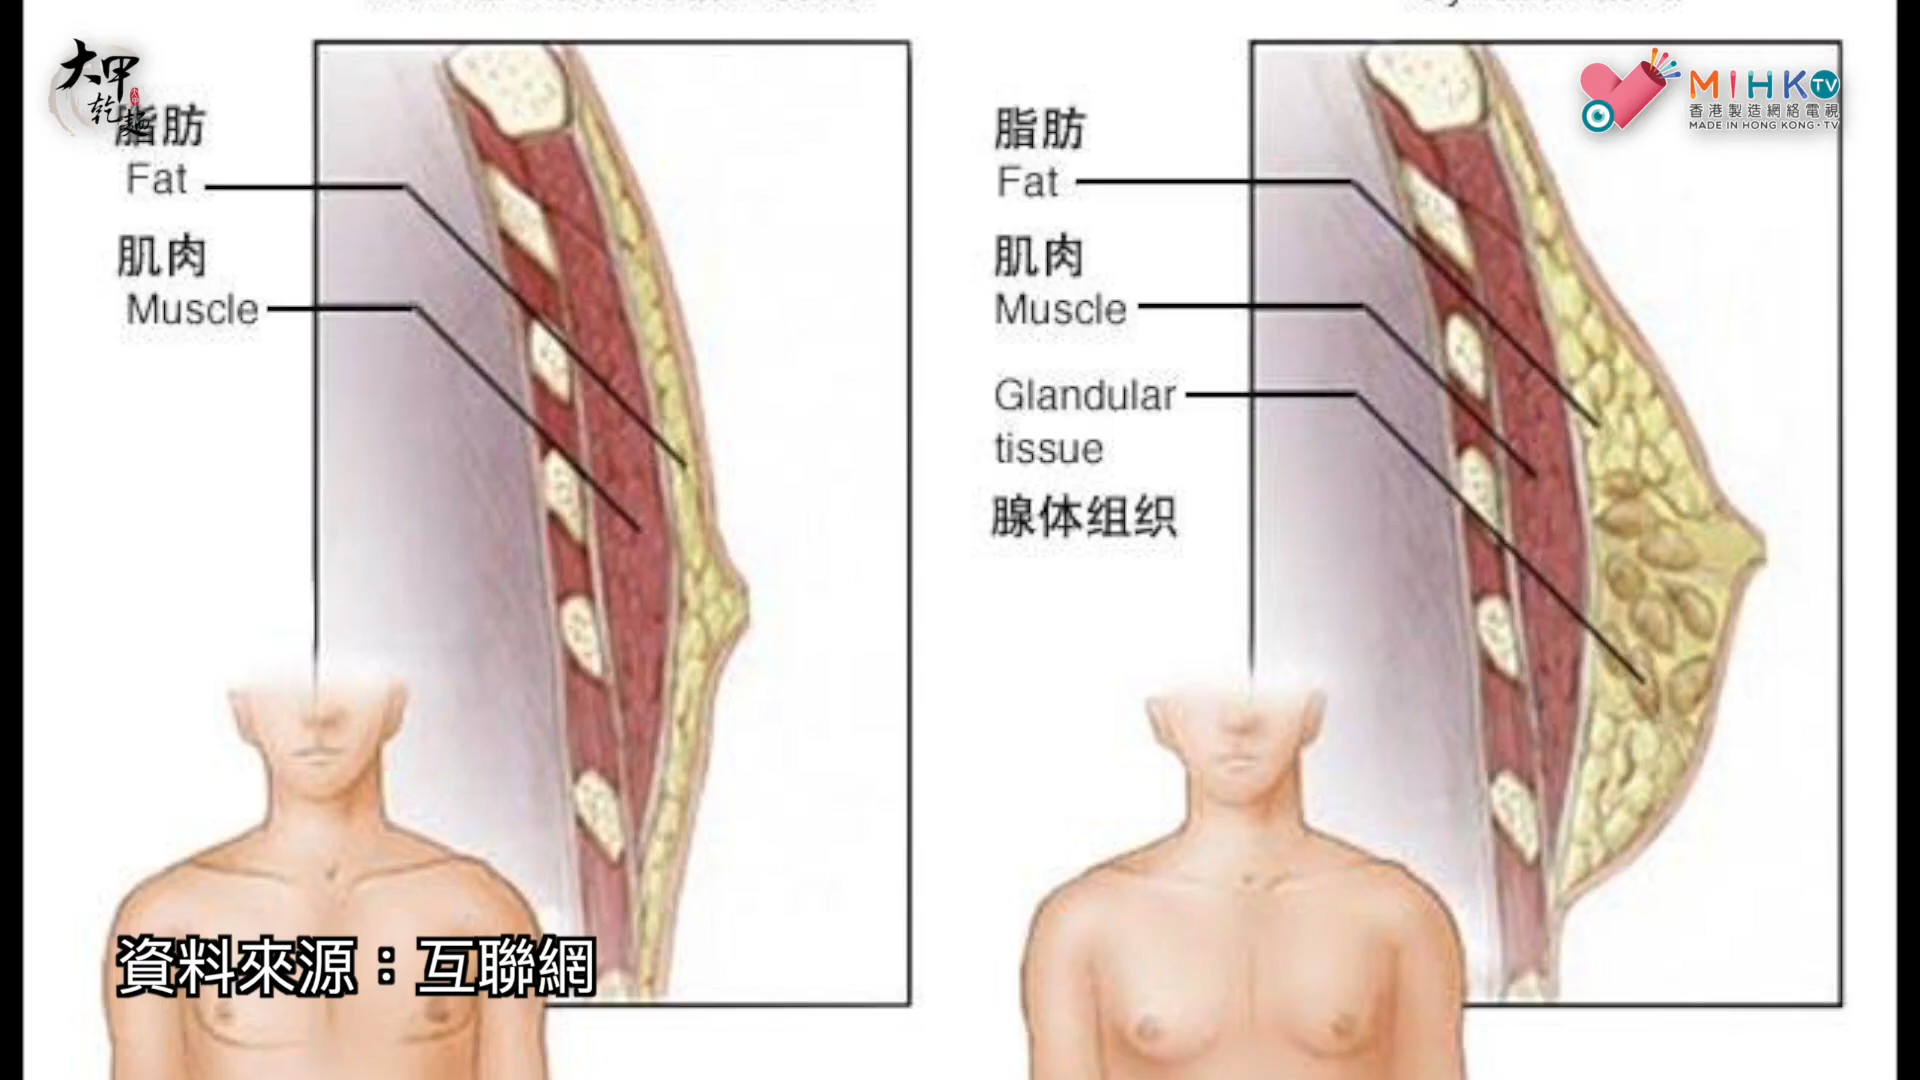 大甲
乾麵
脂肪
Fat
肌肉
Muscle
脂肪
Fat
肌肉
Muscle
Glandular
tissue
腺体组织
MIHK TV
香港製造網絡電視
MADE IN HONG KONG・TV
資料來源：互聯網